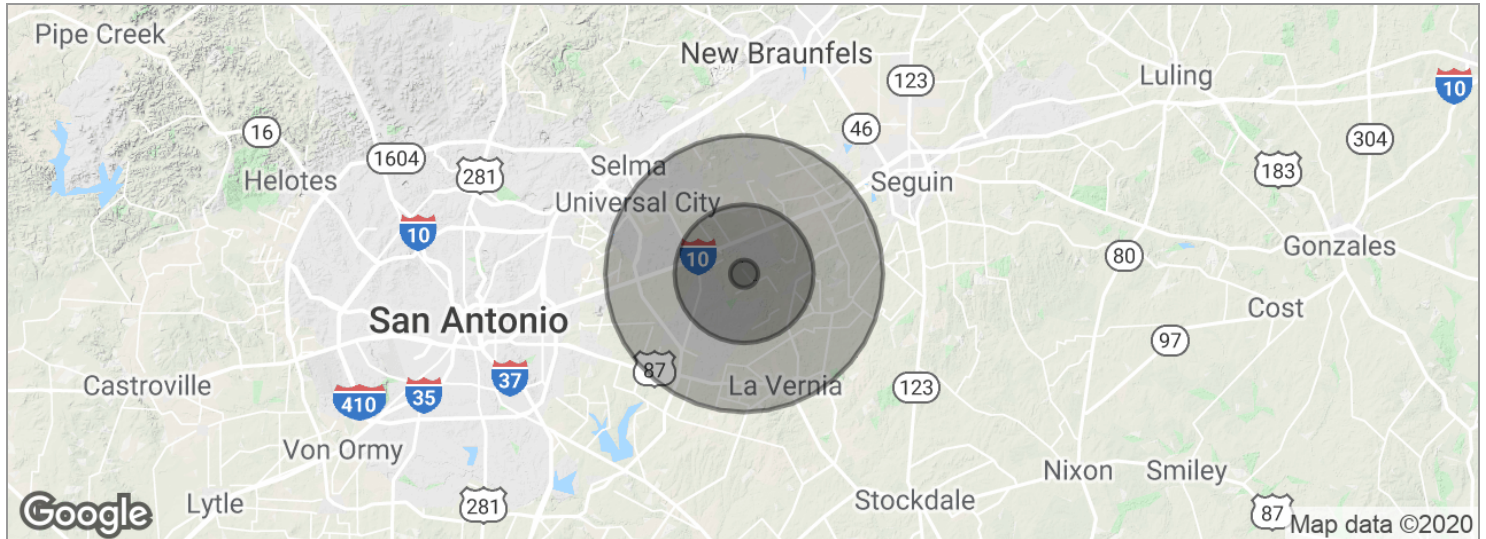 Pipe Creek
New Braunfels
123
Luling
10
16
46
304
1604
Selma
281
183
Helotes
Seguin
Universal City
10
10
Gonzales
80
Cost
San Antonio
97
87
Castroville
37
La Vernia
123
35
410
Von Ormy
Nixon
Smiley
Lytle
281
Stockdale
87
Google
Map data ©2020